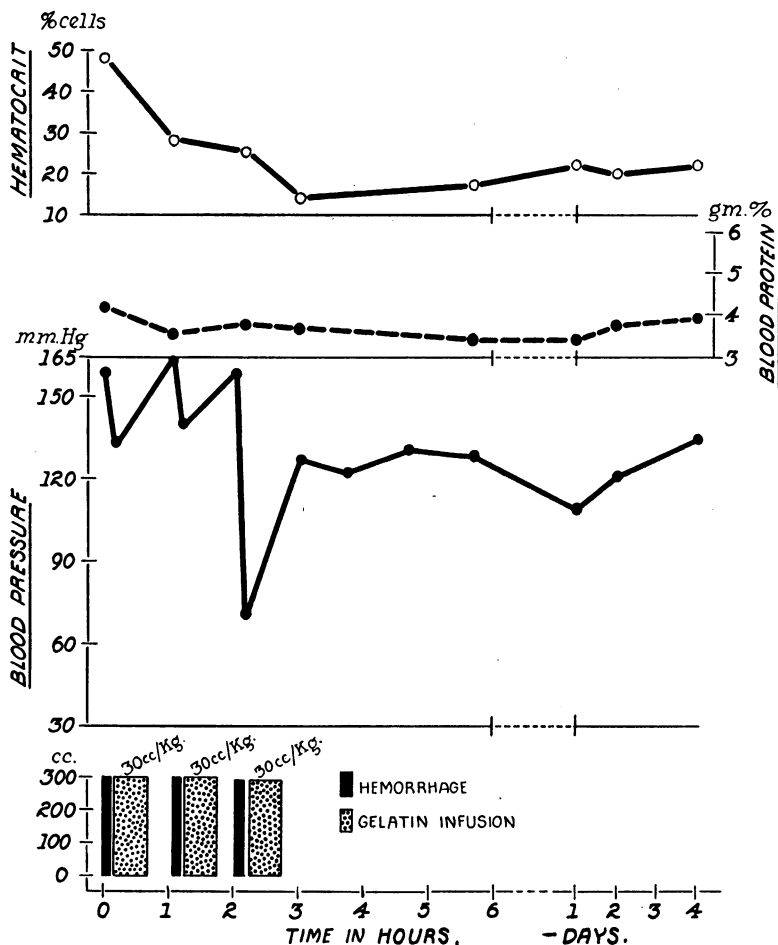 %cells
50
40
30
20
10
HEMATOCRIT
gm.%
6
5
4
3
BLOOD PROTEIN
mm.Hg
165
150
120
90
60
30
BLOOD PRESSURE
cc.
300
200
100
0
30cc/Kg. 30cc/Kg. 30cc/Kg.
HEMORRHAGE
GELATIN INFUSION
0 1 2 3 4 5 6 1 2 3 4
TIME IN HOURS. -DAYS.